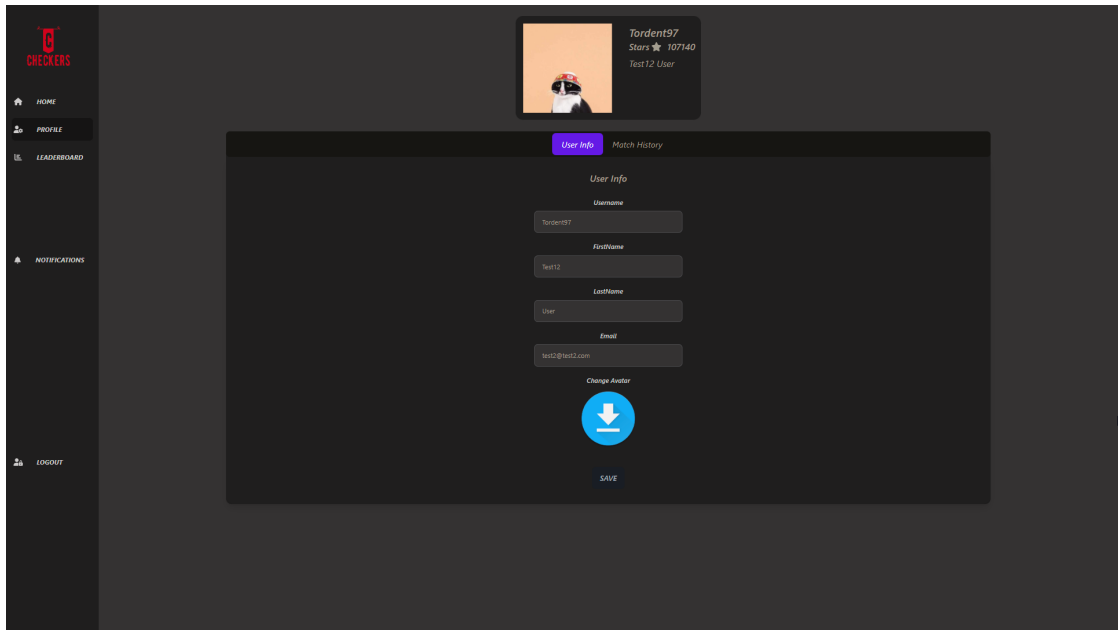 C
CHECKERS
HOME
PROFILE
LEADERBOARD
NOTIFICATIONS
LOGOUT
Tordent97
Stars 107140
Test12 User
User Info Match History
User Info
Username
Tordent97
FirstName
Test12
LastName
User
Email
test2@test2.com
Change Avatar
SAVE